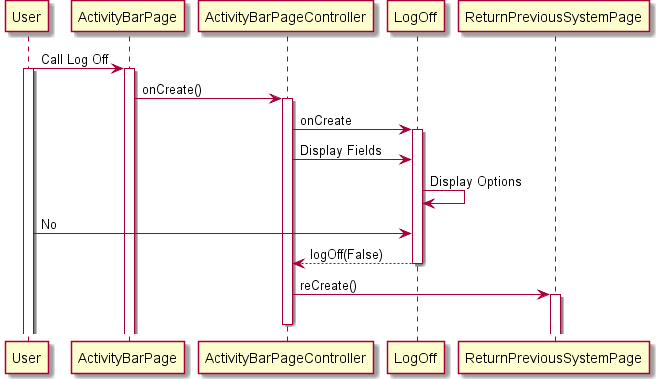 User
ActivityBarPage
ActivityBarPageController
LogOff
ReturnPreviousSystemPage
Call Log Off
onCreate()
onCreate
Display Fields
Display Options
No
logOff(False)
reCreate()
User
ActivityBarPage
ActivityBarPageController
LogOff
ReturnPreviousSystemPage